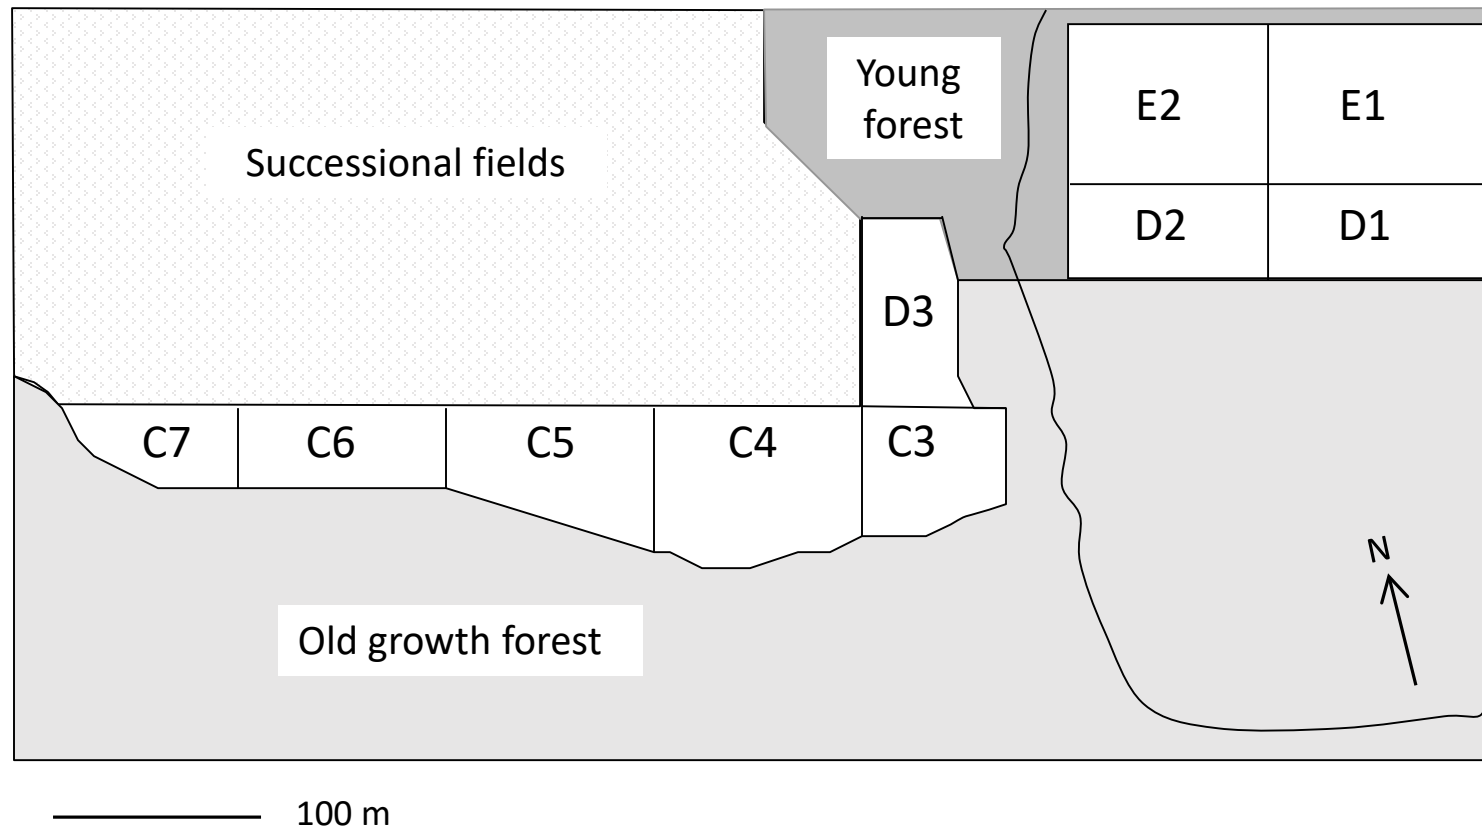 Young
forest
E2
E1
Successional fields
D2
D1
D3
C7
C6
C5
C4
C3
N
Old growth forest
100 m